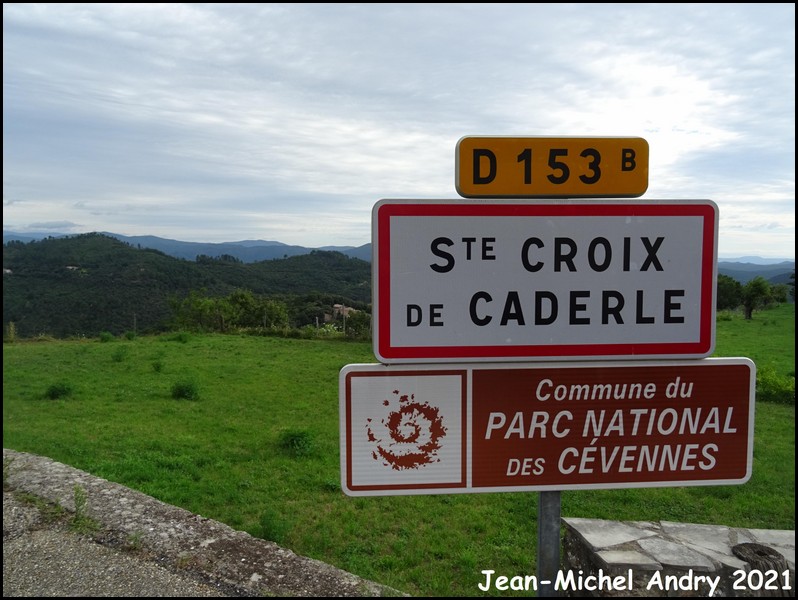 D 153 B
STE CROIX
DE CADERLE
Commune du
PARC NATIONAL
DES CÉVENNES
Jean-Michel Andry 2021